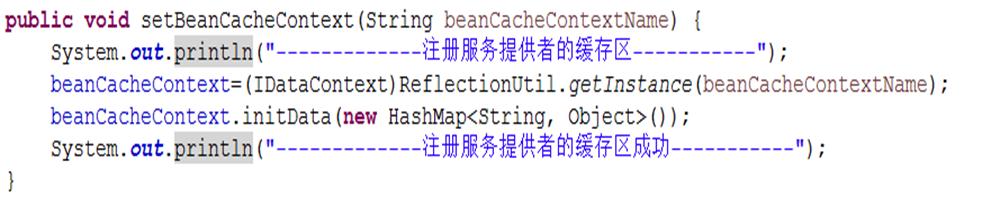 public void setBeanCacheContext(String beanCacheContextName) {
    System.out.println("-------------注册服务提供者的缓存区-----------");
    beanCacheContext=(IDataContext)ReflectionUtil.getInstance(beanCacheContextName);
    beanCacheContext.initData(new HashMap<String, Object>());
    System.out.println("-------------注册服务提供者的缓存区成功-----------");
}